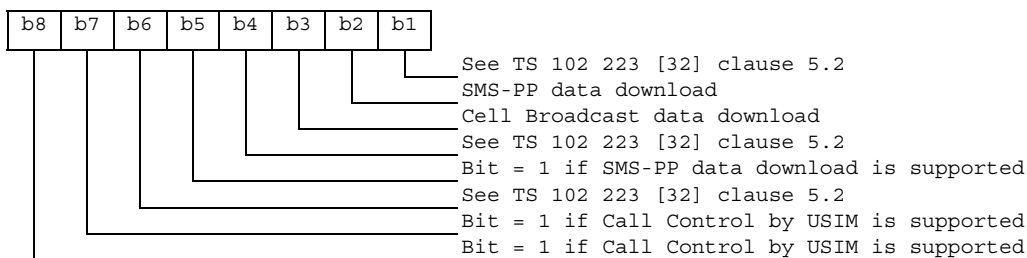 b8 b7 b6 b5 b4 b3 b2 b1
See TS 102 223 [32] clause 5.2
SMS-PP data download
Cell Broadcast data download
See TS 102 223 [32] clause 5.2
Bit = 1 if SMS-PP data download is supported
See TS 102 223 [32] clause 5.2
Bit = 1 if Call Control by USIM is supported
Bit = 1 if Call Control by USIM is supported